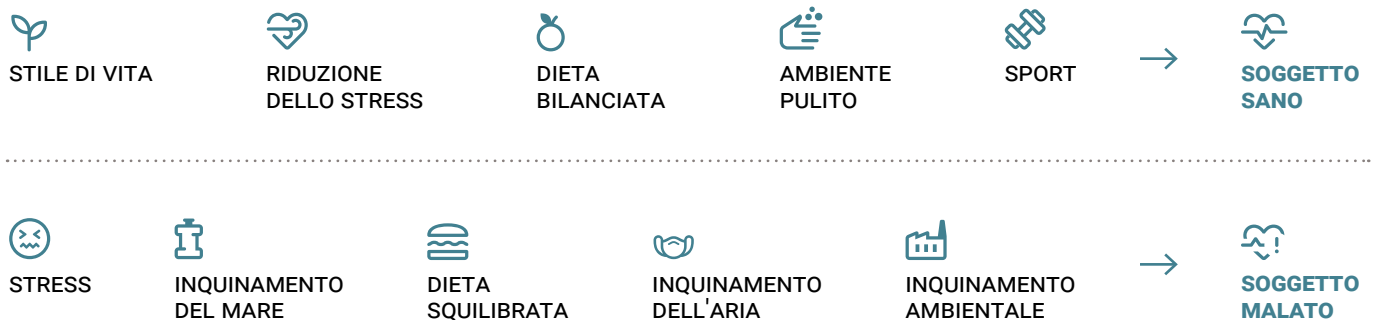 STILE DI VITA
RIDUZIONE
DELLO STRESS
DIETA
BILANCIATA
AMBIENTE
PULITO
SPORT
SOGGETTO
SANO
STRESS
INQUINAMENTO
DEL MARE
DIETA
SQUILIBRATA
INQUINAMENTO
DELL'ARIA
INQUINAMENTO
AMBIENTALE
SOGGETTO
MALATO